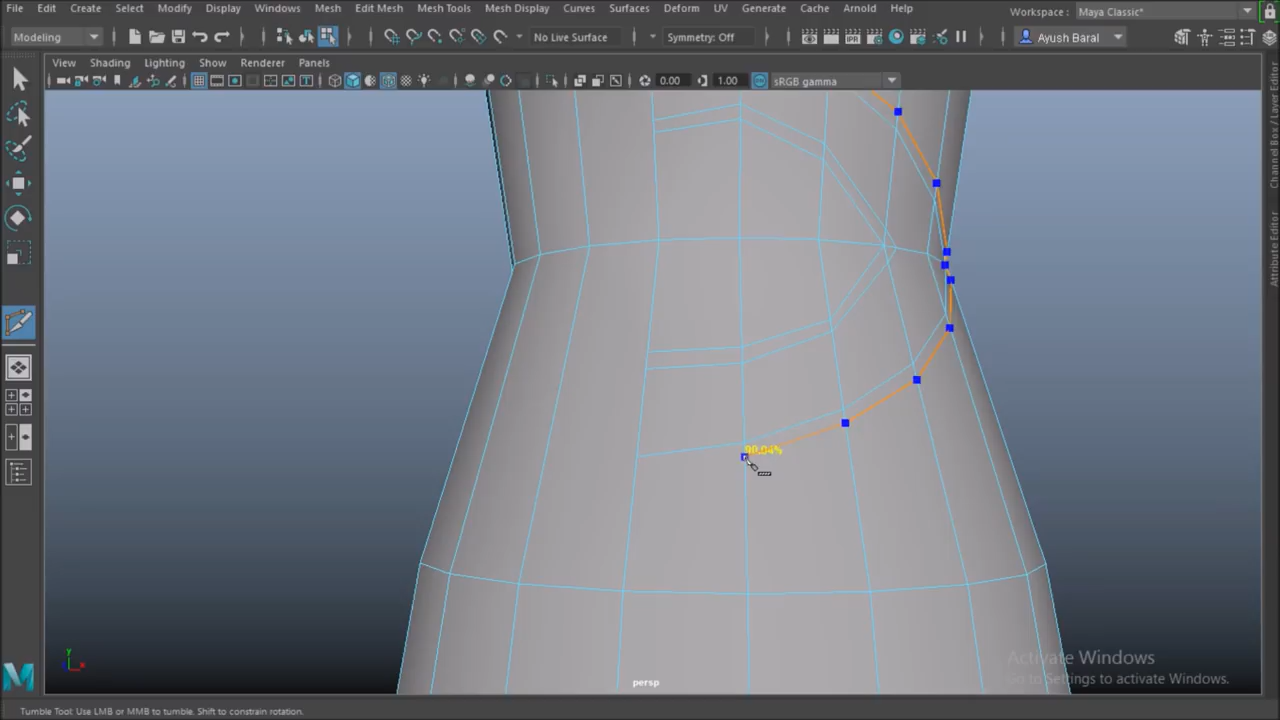 File Edit Create Select Modify Display Windows Mesh Edit Mesh Mesh Tools Mesh Display Curves Surfaces Deform UV Generate Cache Arnold Help Workspace : Maya Classic*
Modeling No Live Surface Symmetry: Off Ayush Baral
View Shading Lighting Show Renderer Panels
0.00 1.00 sRGB gamma
Channel Box / Layer Editor
Attribute Editor
persp
Activate Windows
Go to Settings to activate Windows.
Tumble Tool: Use LMB or MMB to tumble. Shift to constrain rotation.